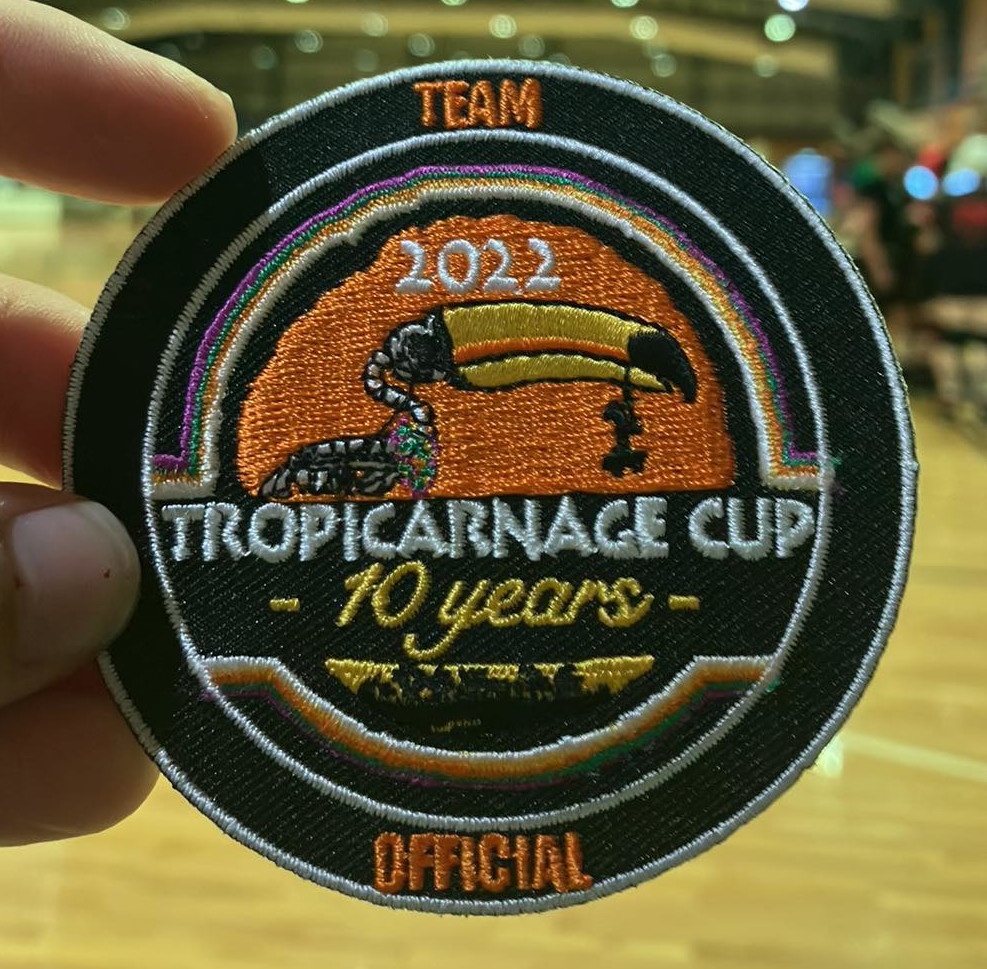 TEAM
2022
TROPICARNAGE CUP
- 10 years -
OFFICIAL